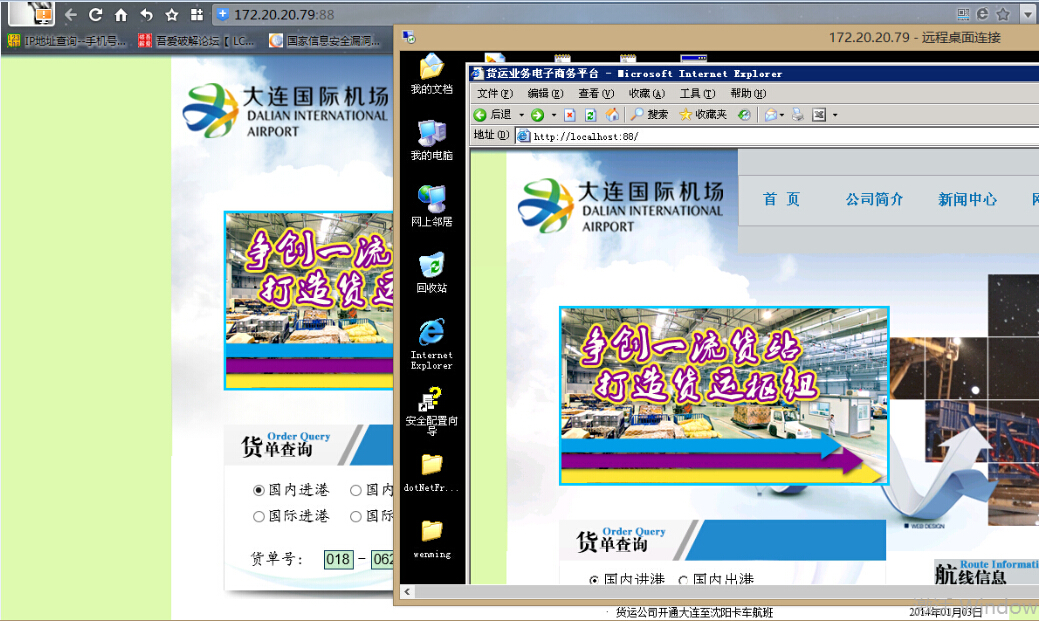 172.20.20.79:88
IP地址查询--手机号...
吾爱破解论坛【LC...
国家信息安全漏洞...
大连国际机场
DALIAN INTERNATIONAL
AIRPORT
争创一流
打造货运
Order Query
货单查询
国内进港
国内
国际进港
国际
货单号：
018 - 062
172.20.20.79 - 远程桌面连接
我的文档
我的电脑
网上邻居
回收站
Internet
Explorer
安全配置向
导
dotNetFr...
wenming
货运业务电子商务平台 - Microsoft Internet Explorer
文件(F) 编辑(E) 查看(V) 收藏(A) 工具(T) 帮助(H)
后退 搜索 收藏夹
地址(D) http://localhost:88/
大连国际机场
DALIAN INTERNATIONAL
AIRPORT
首 页 公司简介 新闻中心
争创一流货站
打造货运枢纽
WEB DESIGN
Order Query
货单查询
国内进港 国内出港
Route Informati
航线信息
· 货运公司开通大连至沈阳卡车航班 2014年01月03日